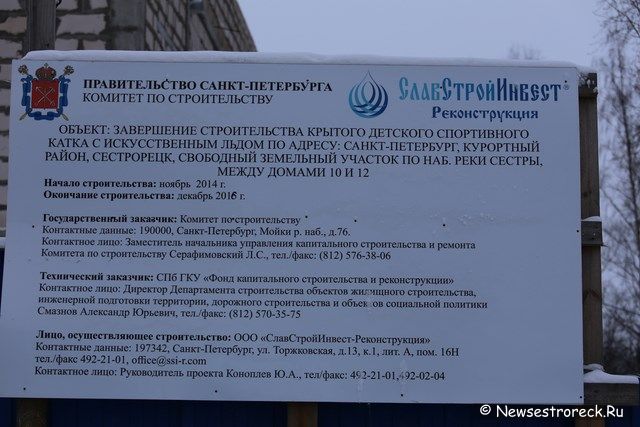 ПРАВИТЕЛЬСТВО САНКТ-ПЕТЕРБУРГА
КОМИТЕТ ПО СТРОИТЕЛЬСТВУ
СЛАВСТРОЙИНВЕСТ®
РЕКОНСТРУКЦИЯ
ОБЪЕКТ: ЗАВЕРШЕНИЕ СТРОИТЕЛЬСТВА КРЫТОГО ДЕТСКОГО СПОРТИВНОГО
КАТКА С ИСКУССТВЕННЫМ ЛЬДОМ ПО АДРЕСУ: САНКТ-ПЕТЕРБУРГ, КУРОРТНЫЙ
РАЙОН, СЕСТРОРЕЦК, СВОБОДНЫЙ ЗЕМЕЛЬНЫЙ УЧАСТОК ПО НАБ. РЕКИ СЕСТРЫ,
МЕЖДУ ДОМАМИ 10 И 12
Начало строительства: ноябрь 2014 г.
Окончание строительства: декабрь г.
Государственный заказчик: Комитет по строительству
Контактные данные: 190000, Санкт-Петербург, Мойки р. наб., д.76.
Контактное лицо: Заместитель начальника управления капитального строительства и ремонта
Комитета по строительству Серафимовский Л.С., тел./факс: (812) 576-38-06
Технический заказчик: СПб ГКУ «Фонд капитального строительства и реконструкции»
Контактное лицо: Директор Департамента строительства объектов жилищного строительства,
инженерной подготовки территории, дорожного строительства и объектов социальной политики
Смазнов Александр Юрьевич, тел./факс: (812) 570-35-75
Лицо, осуществляющее строительство: ООО «СлавСтройИнвест-Реконструкция»
Контактные данные: 197342, Санкт-Петербург, ул. Торжковская, д.13, к.1, лит. А, пом. 16Н
тел./факс 492-21-01, office@ssi-r.com
Контактное лицо: Руководитель проекта Коноплев Ю.А., тел/факс: 492-21-01,492-02-04
© Newsestroreck.Ru